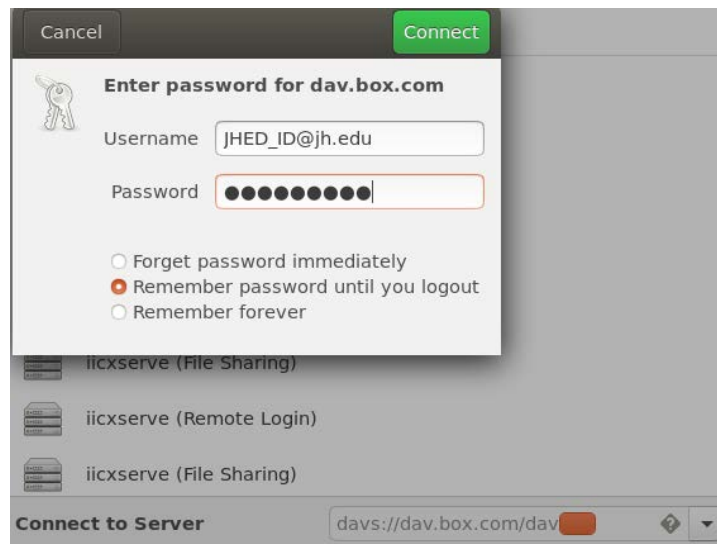 Cancel Connect
Enter password for dav.box.com
Username JHED_ID@jh.edu
Password ●●●●●●●●●
Forget password immediately
Remember password until you logout
Remember forever
iicxserve (File Sharing)
iicxserve (Remote Login)
iicxserve (File Sharing)
Connect to Server davs://dav.box.com/dav